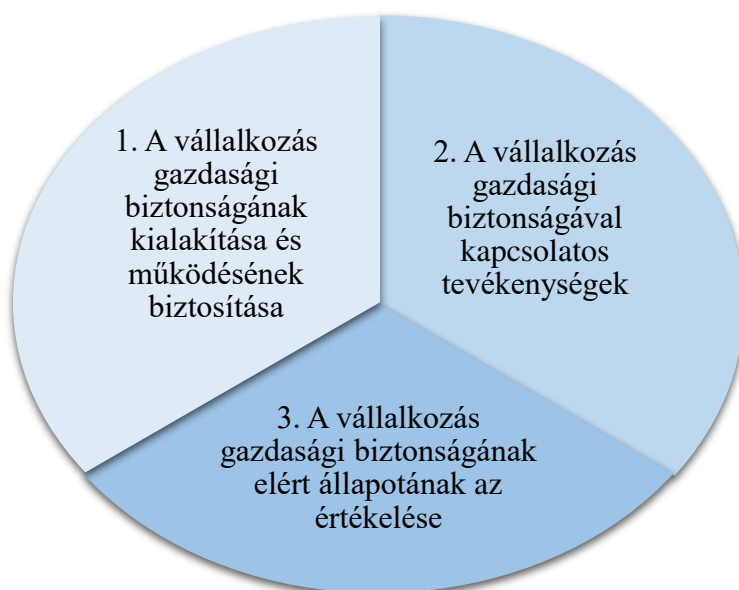 1. A vállalkozás
gazdasági
biztonságának
kialakítása és
működésének
biztosítása
2. A vállalkozás
gazdasági
biztonságával
kapcsolatos
tevékenységek
3. A vállalkozás
gazdasági biztonságának
elért állapotának az
értékelése